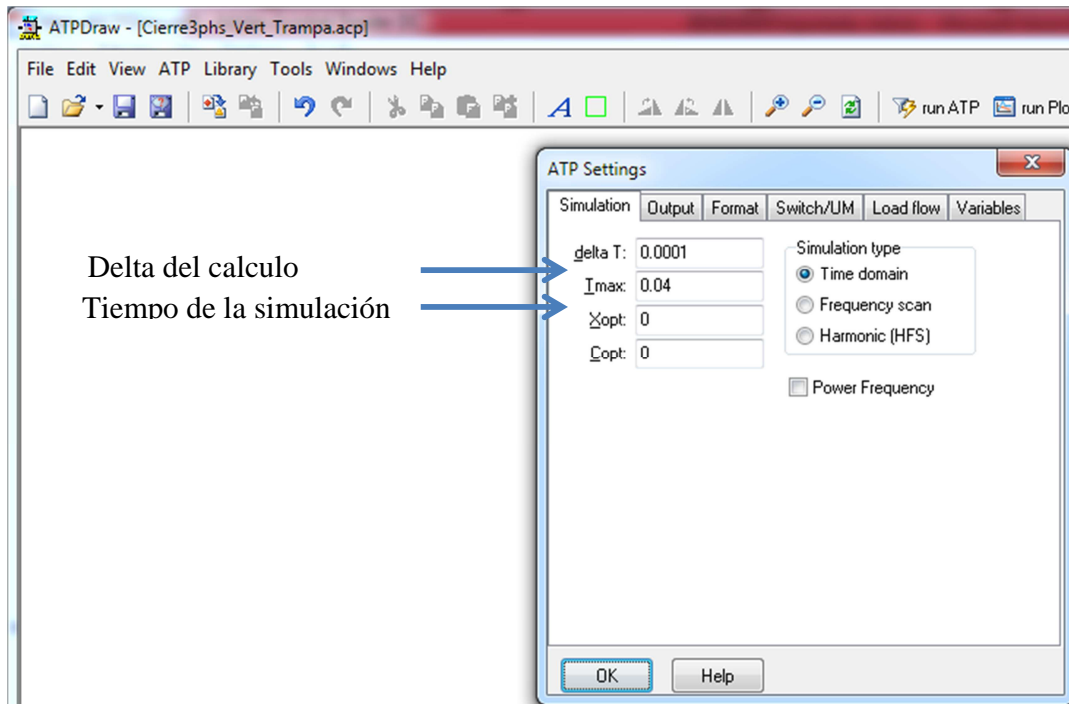 ATPDraw - [Cierre3phs_Vert_Trampa.acp]
File Edit View ATP Library Tools Windows Help
A run ATP run Plo
ATP Settings
Simulation Output Format Switch/UM Load flow Variables
Delta del calculo
Tiempo de la simulación
delta T: 0.0001
Tmax: 0.04
Xopt: 0
Copt: 0
Simulation type
Time domain
Frequency scan
Harmonic (HFS)
Power Frequency
OK Help